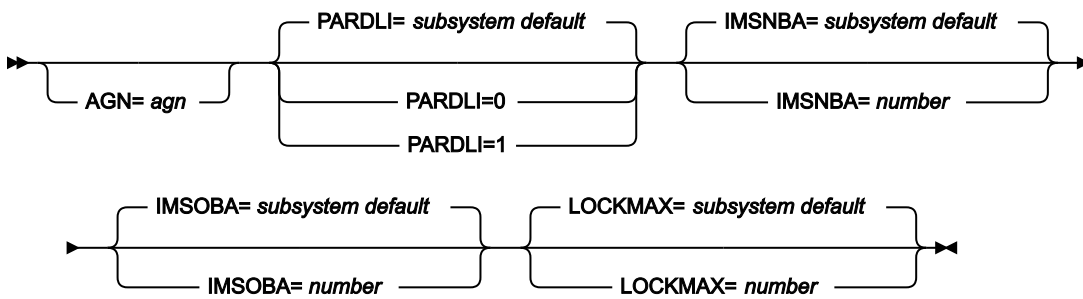 PARDLI= subsystem default
IMSNBA= subsystem default
AGN= agn
PARDLI=0
IMSNBA= number
PARDLI=1
IMSOBA= subsystem default
LOCKMAX= subsystem default
IMSOBA= number
LOCKMAX= number